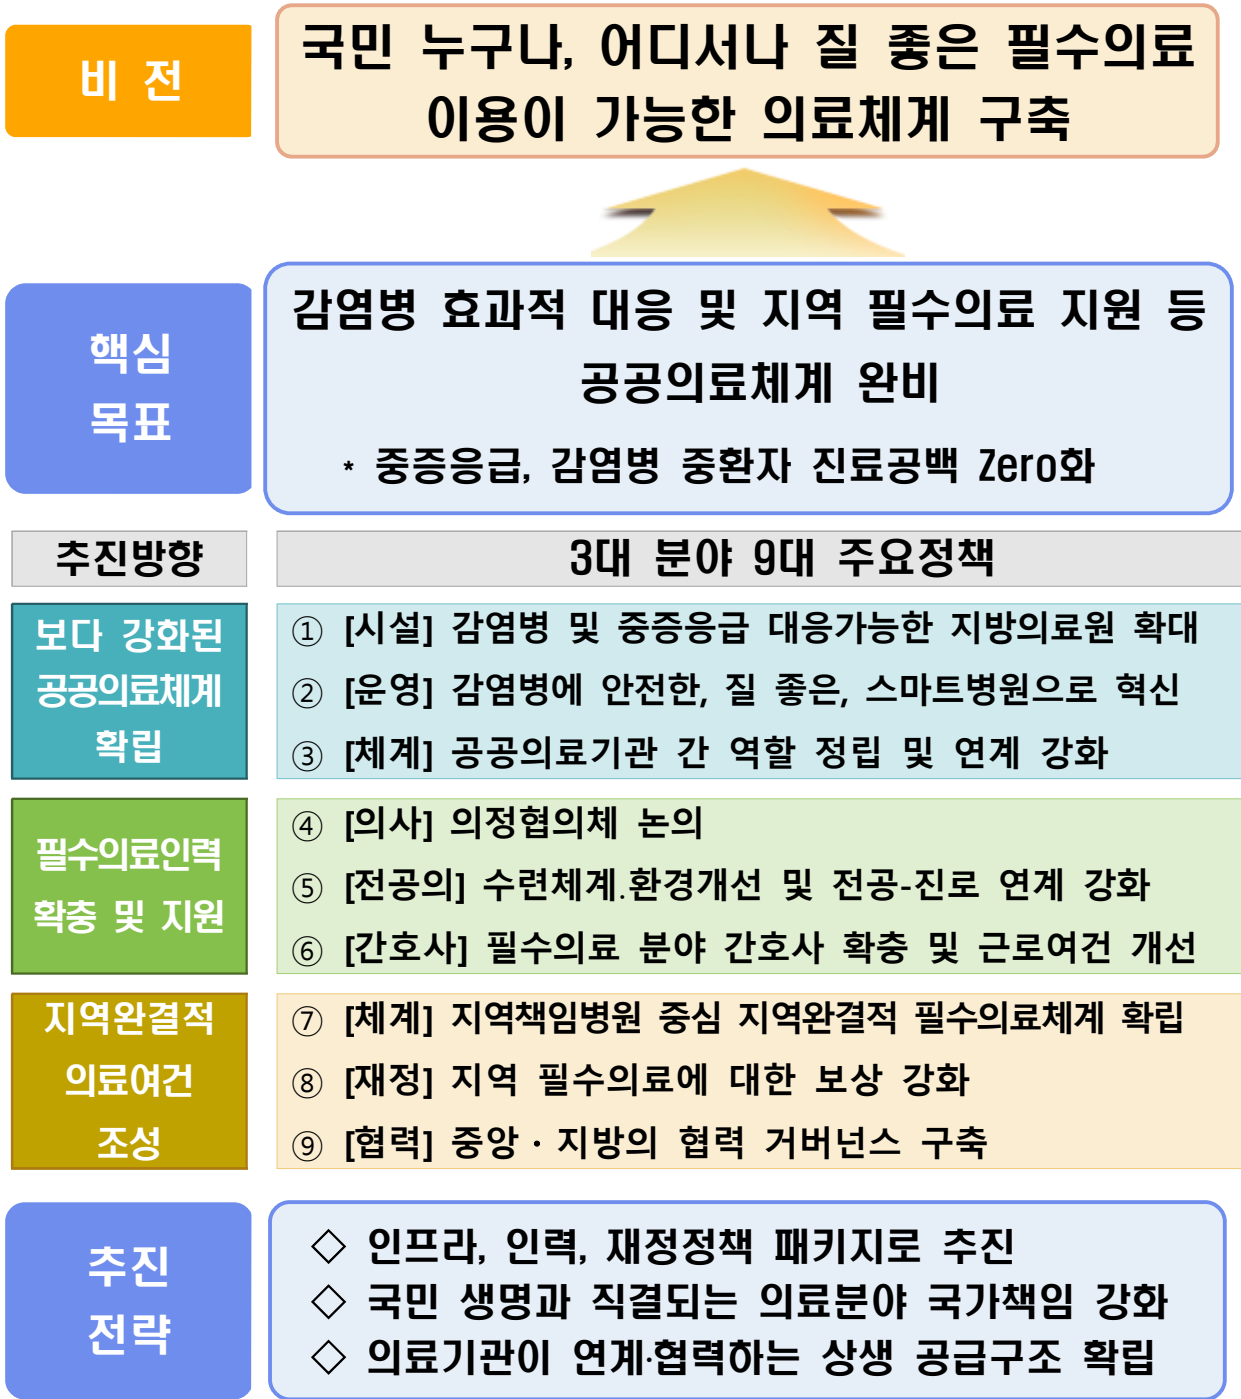 비 전
국민 누구나, 어디서나 질 좋은 필수의료
이용이 가능한 의료체계 구축
핵심
목표
감염병 효과적 대응 및 지역 필수의료 지원 등
공공의료체계 완비
* 중증응급, 감염병 중환자 진료공백 Zero화
추진방향
3대 분야 9대 주요정책
보다 강화된
공공의료체계
확립
① [시설] 감염병 및 중증응급 대응가능한 지방의료원 확대
② [운영] 감염병에 안전한, 질 좋은, 스마트병원으로 혁신
③ [체계] 공공의료기관 간 역할 정립 및 연계 강화
필수의료인력
확충 및 지원
④ [의사] 의정협의체 논의
⑤ [전공의] 수련체계.환경개선 및 전공-진로 연계 강화
⑥ [간호사] 필수의료 분야 간호사 확충 및 근로여건 개선
지역완결적
의료여건
조성
⑦ [체계] 지역책임병원 중심 지역완결적 필수의료체계 확립
⑧ [재정] 지역 필수의료에 대한 보상 강화
⑨ [협력] 중앙·지방의 협력 거버넌스 구축
추진
전략
◇ 인프라, 인력, 재정정책 패키지로 추진
◇ 국민 생명과 직결되는 의료분야 국가책임 강화
◇ 의료기관이 연계·협력하는 상생 공급구조 확립